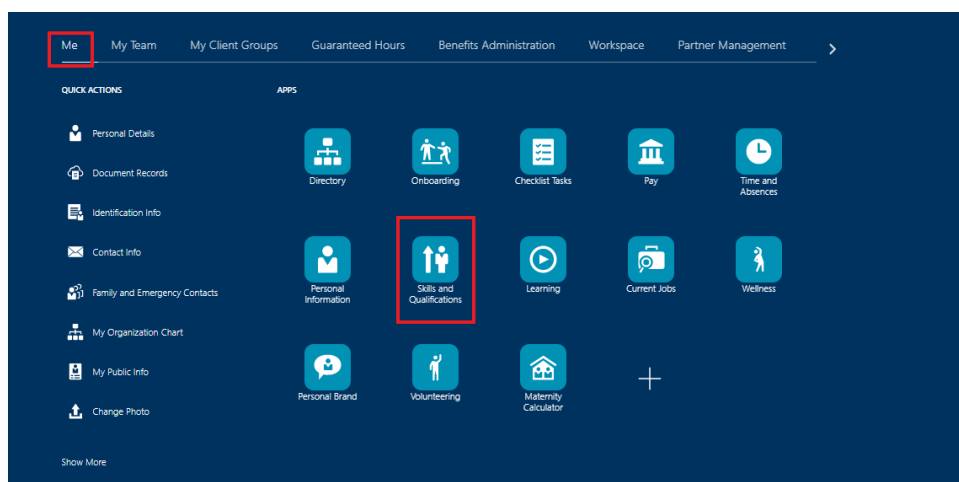 Me
My Team
My Client Groups
Guaranteed Hours
Benefits Administration
Workspace
Partner Management
QUICK ACTIONS
APPS
Personal Details
Document Records
Identification Info
Contact Info
Family and Emergency Contacts
My Organization Chart
My Public Info
Change Photo
Show More
Directory
Onboarding
Checklist Tasks
Pay
Time and
Absences
Personal
Information
Skills and
Qualifications
Learning
Current Jobs
Wellness
Personal Brand
Volunteering
Maternity
Calculator